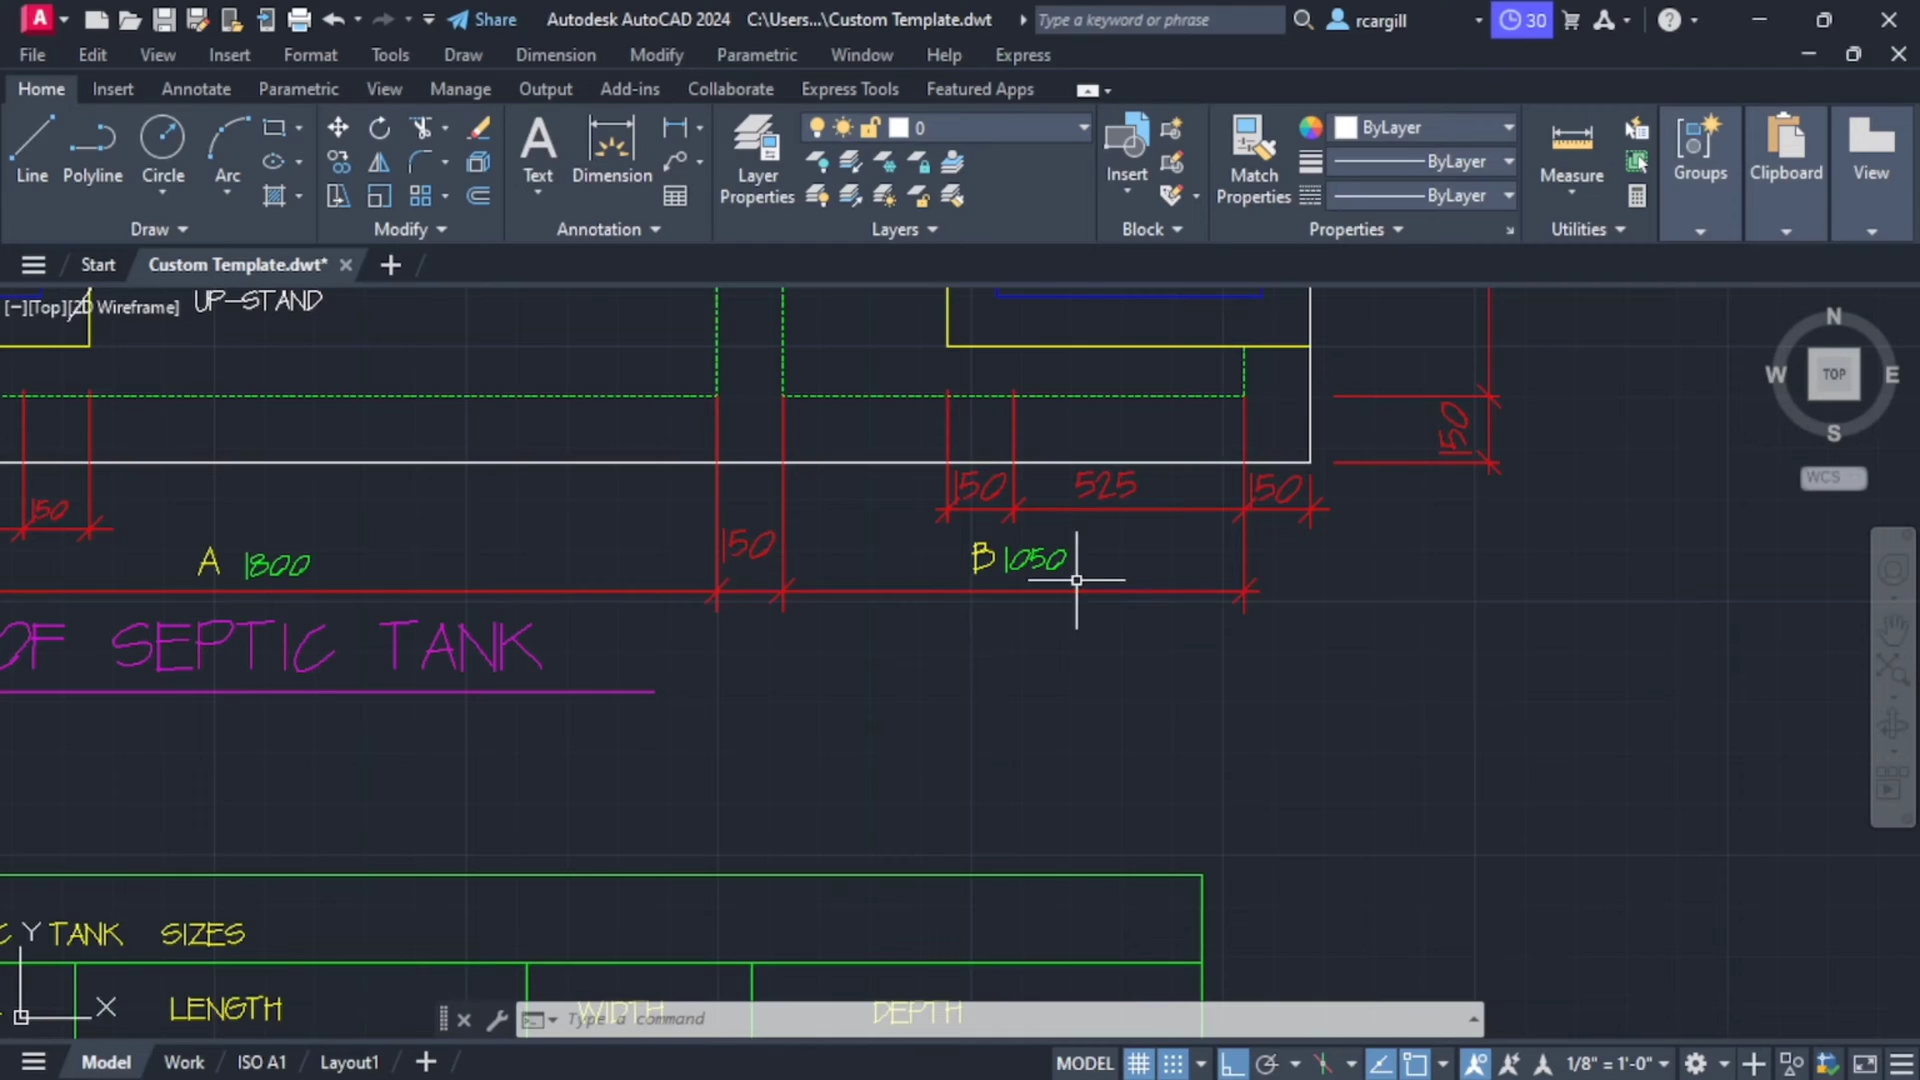 Share Autodesk AutoCAD 2024 C:\Users...\Custom Template.dwt Type a keyword or phrase rcargill 30
File Edit View Insert Format Tools Draw Dimension Modify Parametric Window Help Express
Home Insert Annotate Parametric View Manage Output Add-ins Collaborate Express Tools Featured Apps
0 ByLayer
ByLayer
Line Polyline Circle Arc Text Dimension Layer Properties Insert Match Properties Measure Groups Clipboard View
ByLayer
Draw Modify Annotation Layers Block Properties Utilities
Start Custom Template.dwt*
[−][Top][2D Wireframe] UP-STAND
N
W TOP E
S
150
WCS
150 525 150
150
150
A 1800
B 1050
OF SEPTIC TANK
C TANK SIZES
Y
X LENGTH WIDTH DEPTH
Type a command
Model Work ISO A1 Layout1 MODEL 1/8" = 1'-0"